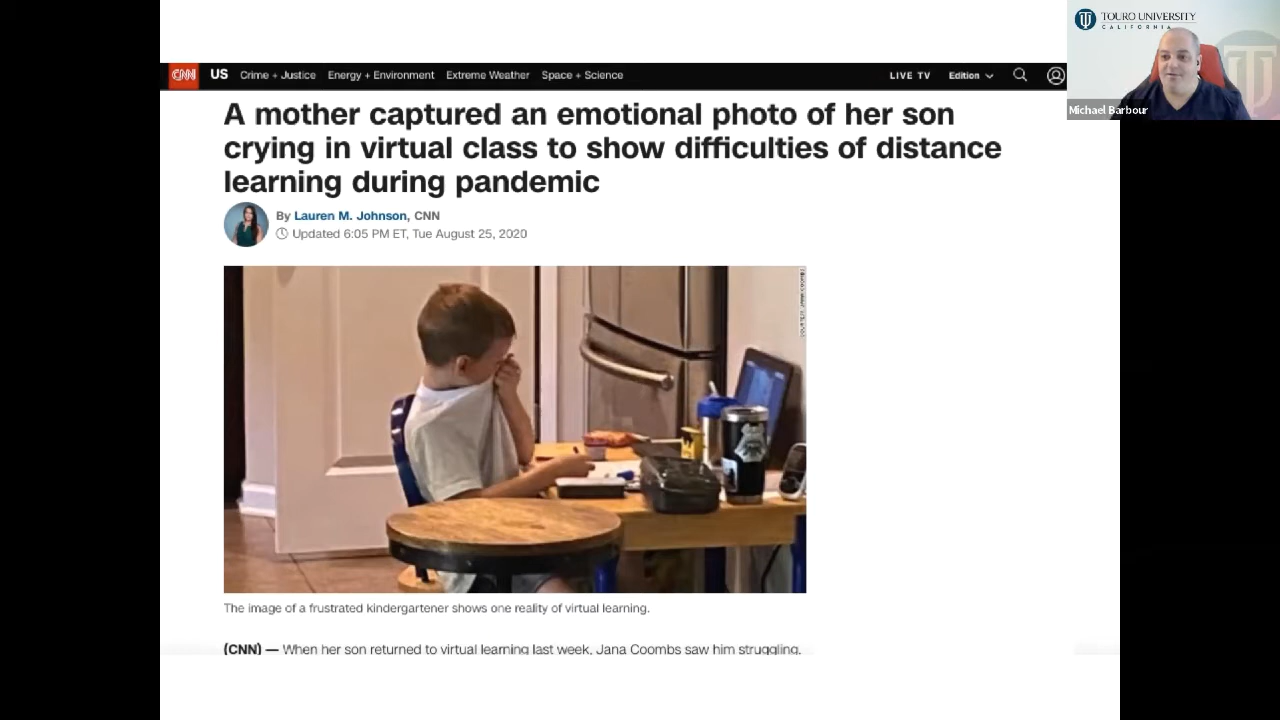 TOURO UNIVERSITY
CALIFORNIA
Michael Barbour
CNN US Crime + Justice Energy + Environment Extreme Weather Space + Science LIVE TV Edition
A mother captured an emotional photo of her son
crying in virtual class to show difficulties of distance
learning during pandemic
By Lauren M. Johnson, CNN
Updated 6:05 PM ET, Tue August 25, 2020
The image of a frustrated kindergartener shows one reality of virtual learning.
(CNN) — When her son returned to virtual learning last week, Jana Coombs saw him struggling.